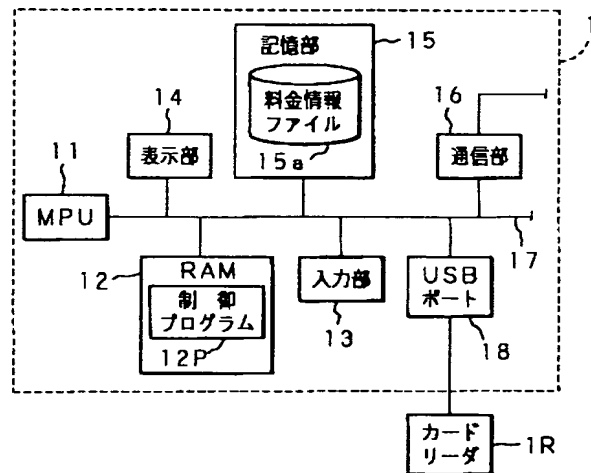 1
記憶部
15
料金情報
ファイル
15a
14
表示部
16
通信部
11
MPU
17
12
RAM
制御
プログラム
12P
入力部
13
USB
ポート
18
カード
リーダ
1R